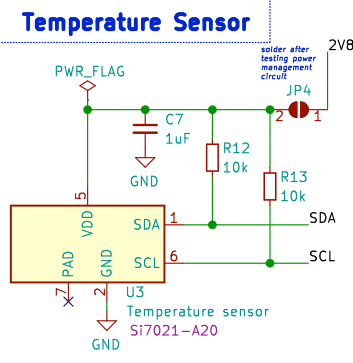 Temperature Sensor
solder after
testing power
management
circuit
2V8
PWR_FLAG
JP4
2
1
C7
1uF
GND
R12
10k
R13
10k
5
VDD
SDA
1
SDA
SCL
6
SCL
PAD
GND
7
2
U3
Temperature sensor
Si7021-A20
GND